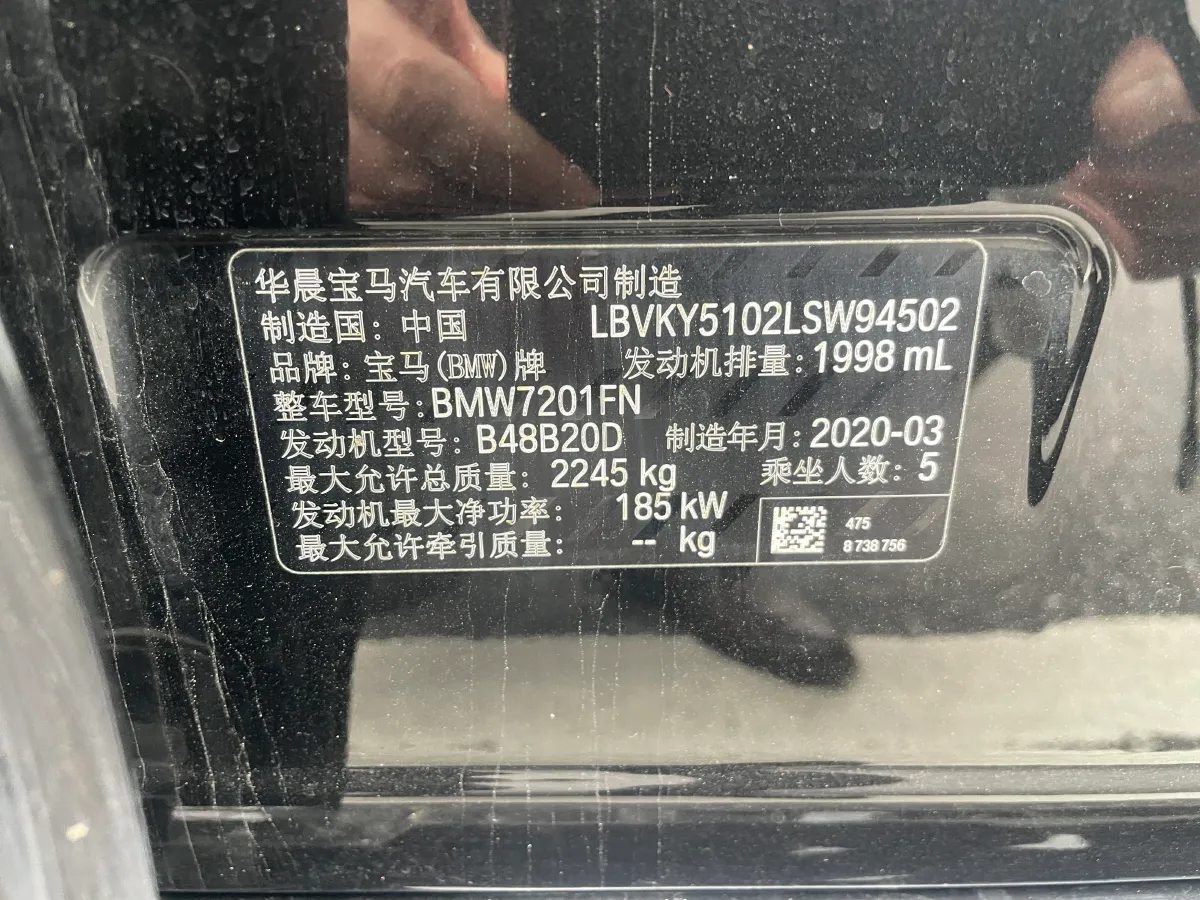 华晨宝马汽车有限公司制造
制造国：中国 LBVKY5102LSW94502
品牌：宝马(BMW)牌 发动机排量：1998 mL
整车型号：BMW7201FN
发动机型号：B48B20D 制造年月：2020-03
最大允许总质量：2245 kg 乘坐人数：5
发动机最大净功率：185 kW
最大允许牵引质量：-- kg
475
8 738 756